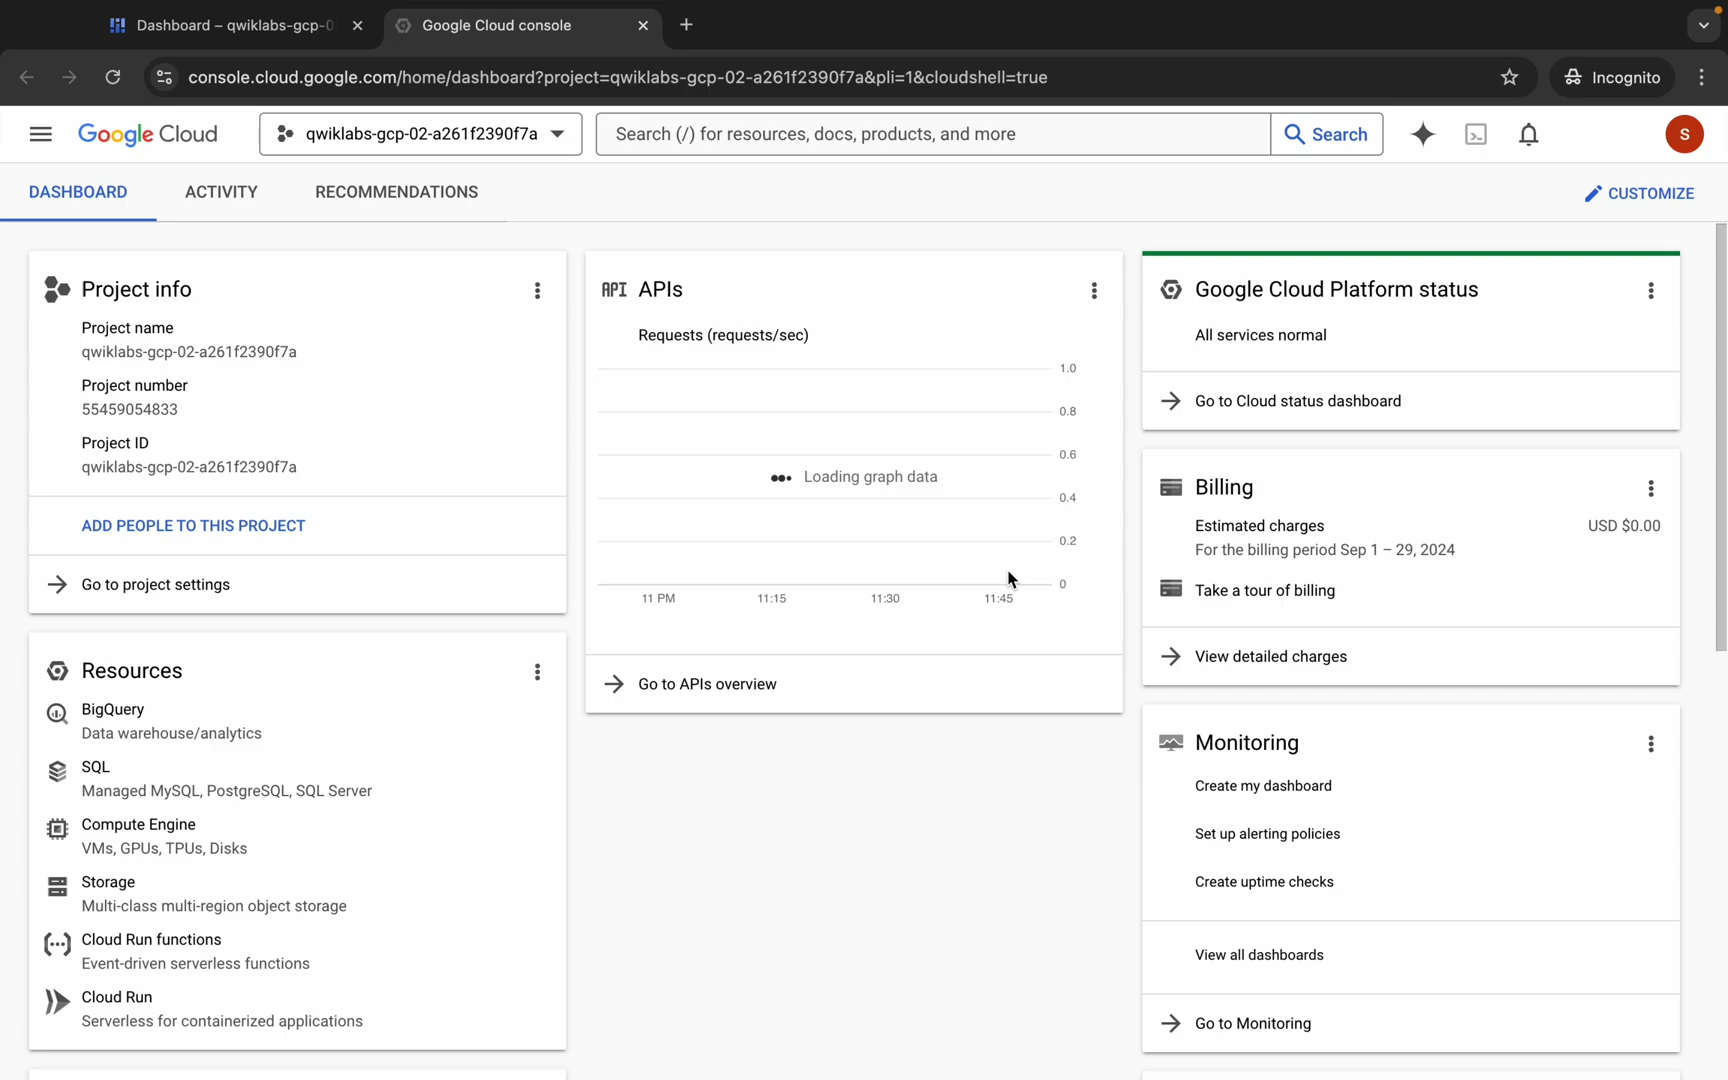 Dashboard – qwiklabs-gcp-0
Google Cloud console
console.cloud.google.com/home/dashboard?project=qwiklabs-gcp-02-a261f2390f7a&pli=1&cloudshell=true
Incognito
Google Cloud
qwiklabs-gcp-02-a261f2390f7a
Search (/) for resources, docs, products, and more
Search
S
DASHBOARD
ACTIVITY
RECOMMENDATIONS
CUSTOMIZE
Project info
Project name
qwiklabs-gcp-02-a261f2390f7a
Project number
55459054833
Project ID
qwiklabs-gcp-02-a261f2390f7a
ADD PEOPLE TO THIS PROJECT
Go to project settings
Resources
BigQuery
Data warehouse/analytics
SQL
Managed MySQL, PostgreSQL, SQL Server
Compute Engine
VMs, GPUs, TPUs, Disks
Storage
Multi-class multi-region object storage
Cloud Run functions
Event-driven serverless functions
Cloud Run
Serverless for containerized applications
API APIs
Requests (requests/sec)
1.0
0.8
0.6
Loading graph data
0.4
0.2
0
11 PM 11:15 11:30 11:45
Go to APIs overview
Google Cloud Platform status
All services normal
Go to Cloud status dashboard
Billing
Estimated charges USD $0.00
For the billing period Sep 1 – 29, 2024
Take a tour of billing
View detailed charges
Monitoring
Create my dashboard
Set up alerting policies
Create uptime checks
View all dashboards
Go to Monitoring